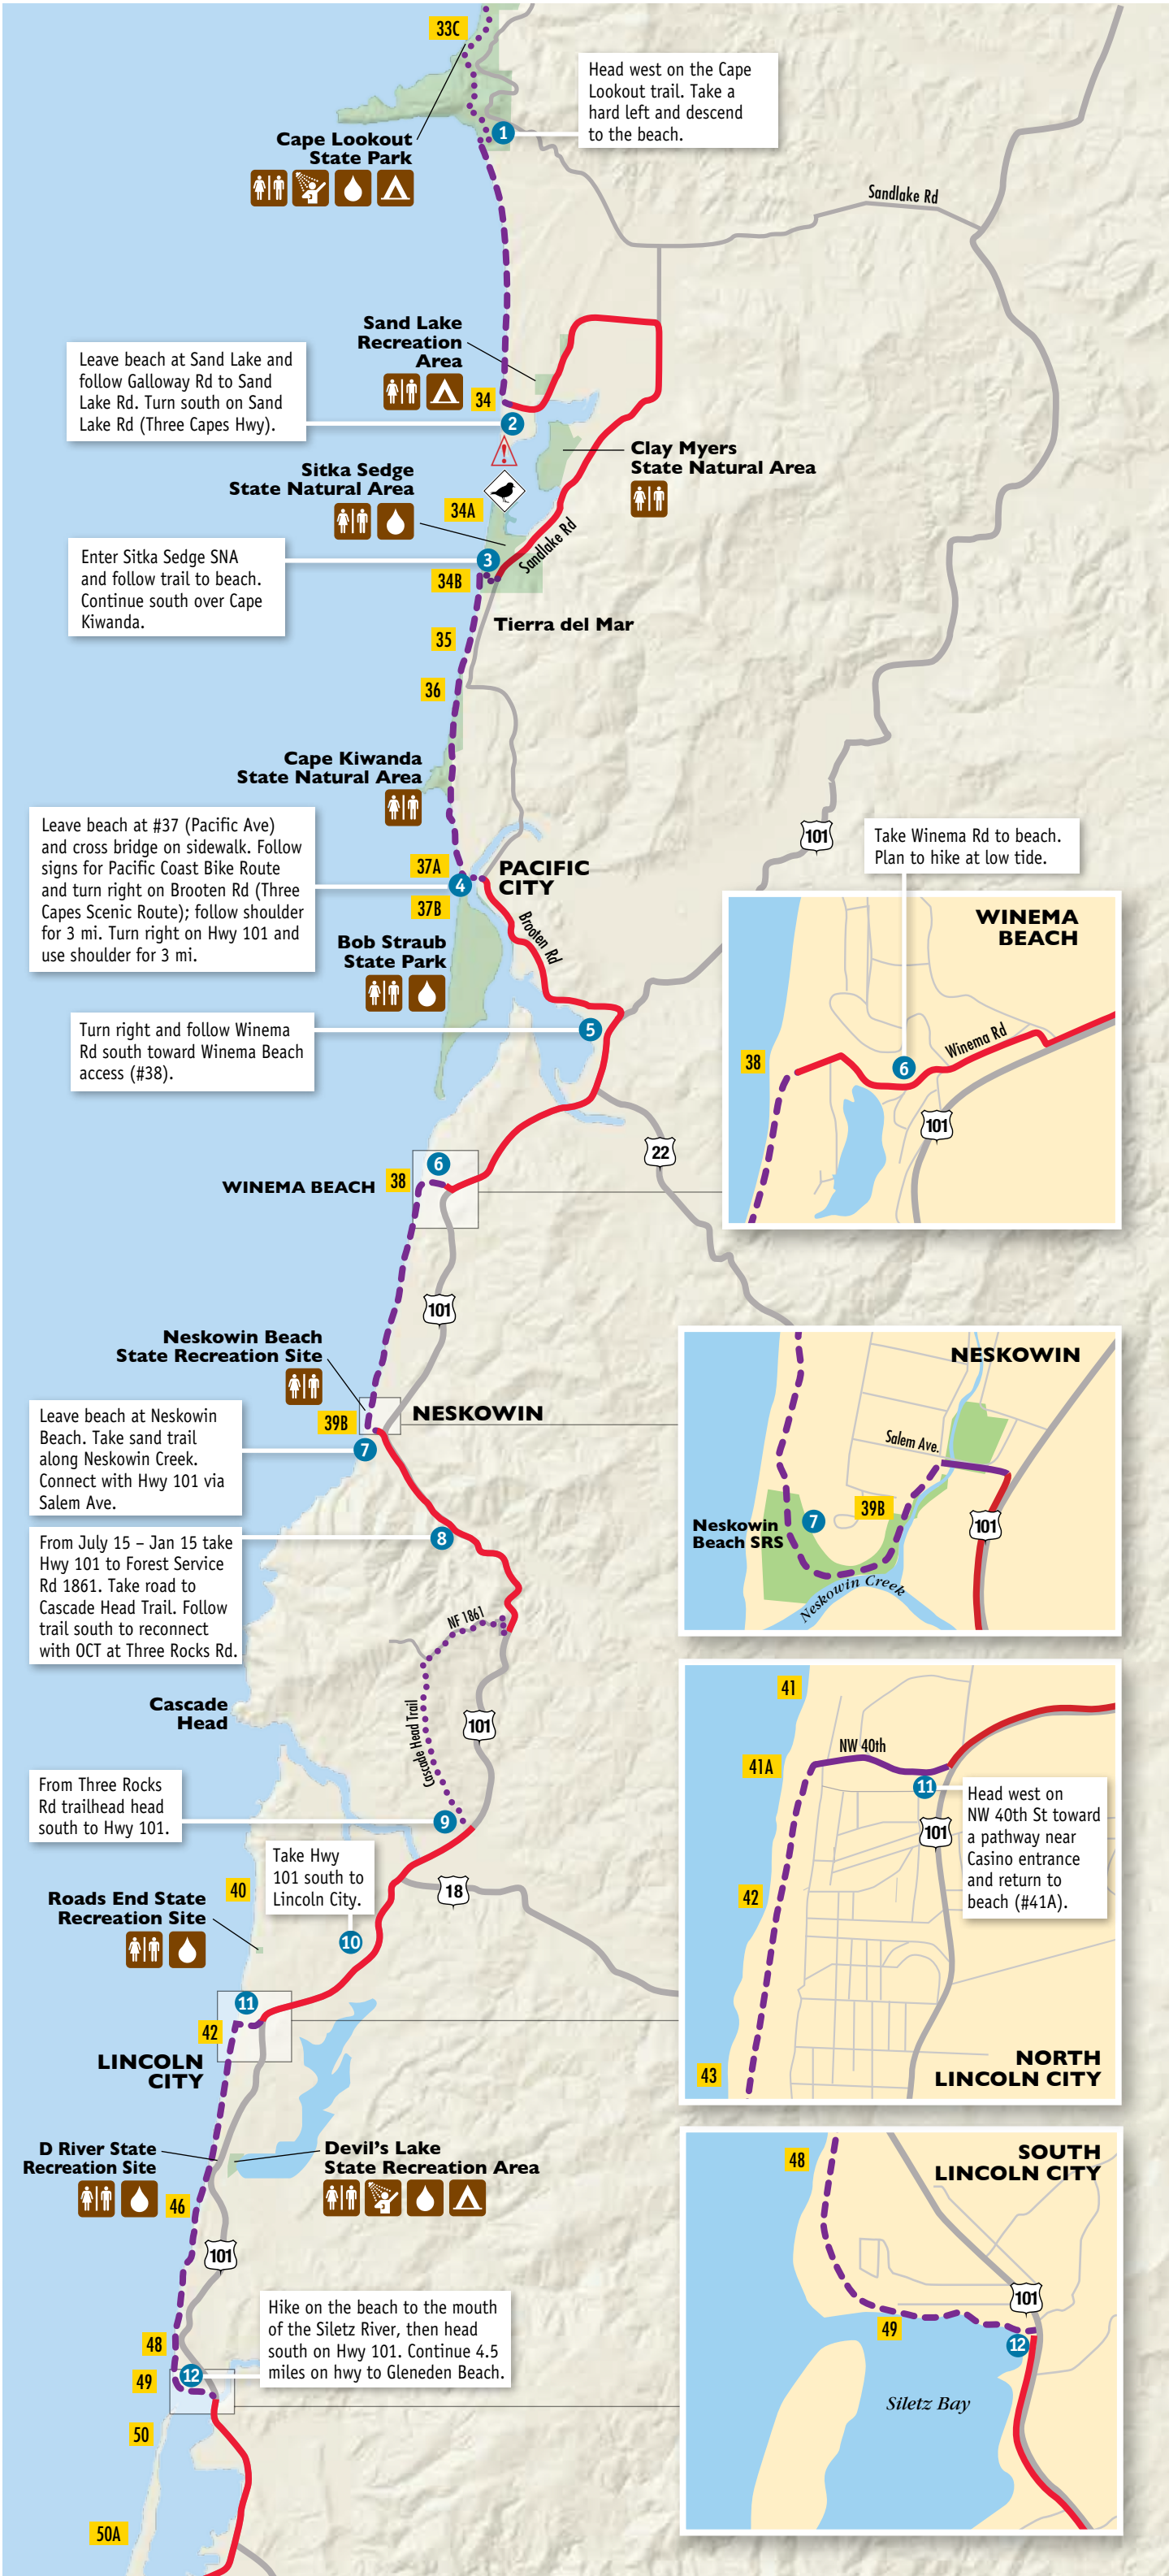 33C
Head west on the Cape
Lookout trail. Take a
hard left and descend
to the beach.
1
Cape Lookout
State Park
Sandlake Rd
Sand Lake
Recreation
Area
Leave beach at Sand Lake and
follow Galloway Rd to Sand
Lake Rd. Turn south on Sand
Lake Rd (Three Capes Hwy).
34
2
Clay Myers
State Natural Area
Sitka Sedge
State Natural Area
34A
Sandlake Rd
Enter Sitka Sedge SNA
and follow trail to beach.
Continue south over Cape
Kiwanda.
3
34B
Tierra del Mar
35
36
Cape Kiwanda
State Natural Area
101
Leave beach at #37 (Pacific Ave)
and cross bridge on sidewalk. Follow
signs for Pacific Coast Bike Route
and turn right on Brooten Rd (Three
Capes Scenic Route); follow shoulder
for 3 mi. Turn right on Hwy 101 and
use shoulder for 3 mi.
37A
4
37B
PACIFIC
CITY
Brooten Rd
Bob Straub
State Park
Take Winema Rd to beach.
Plan to hike at low tide.
WINEMA
BEACH
Winema Rd
38
6
101
Turn right and follow Winema
Rd south toward Winema Beach
access (#38).
5
22
6
WINEMA BEACH
38
101
Neskowin Beach
State Recreation Site
NESKOWIN
39B
7
Leave beach at Neskowin
Beach. Take sand trail
along Neskowin Creek.
Connect with Hwy 101 via
Salem Ave.
NESKOWIN
Salem Ave.
39B
7
Neskowin
Beach SRS
101
Neskowin Creek
From July 15 – Jan 15 take
Hwy 101 to Forest Service
Rd 1861. Take road to
Cascade Head Trail. Follow
trail south to reconnect
with OCT at Three Rocks Rd.
8
NF 1861
Cascade Head Trail
Cascade
Head
101
From Three Rocks
Rd trailhead head
south to Hwy 101.
9
Take Hwy
101 south to
Lincoln City.
18
40
Roads End State
Recreation Site
10
41
NW 40th
41A
11
Head west on
NW 40th St toward
a pathway near
Casino entrance
and return to
beach (#41A).
101
42
43
NORTH
LINCOLN CITY
11
42
LINCOLN
CITY
D River State
Recreation Site
Devil's Lake
State Recreation Area
46
101
Hike on the beach to the mouth
of the Siletz River, then head
south on Hwy 101. Continue 4.5
miles on hwy to Gleneden Beach.
48
49
12
50
50A
48
SOUTH
LINCOLN CITY
101
49
12
Siletz Bay